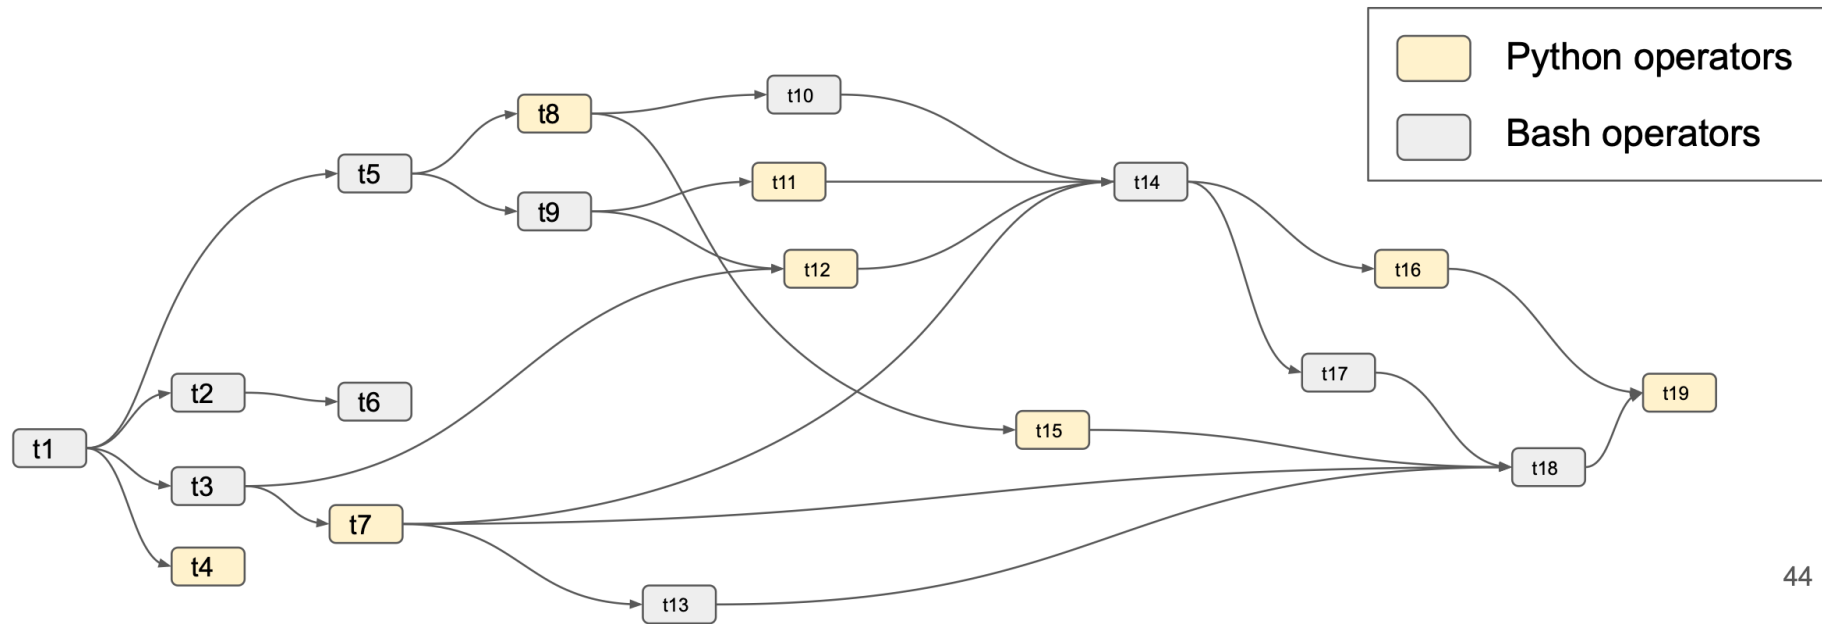 Python operators
Bash operators
t10
t8
t5
t11
t14
t9
t12
t16
t17
t2
t6
t19
t15
t1
t18
t3
t7
t4
t13
44